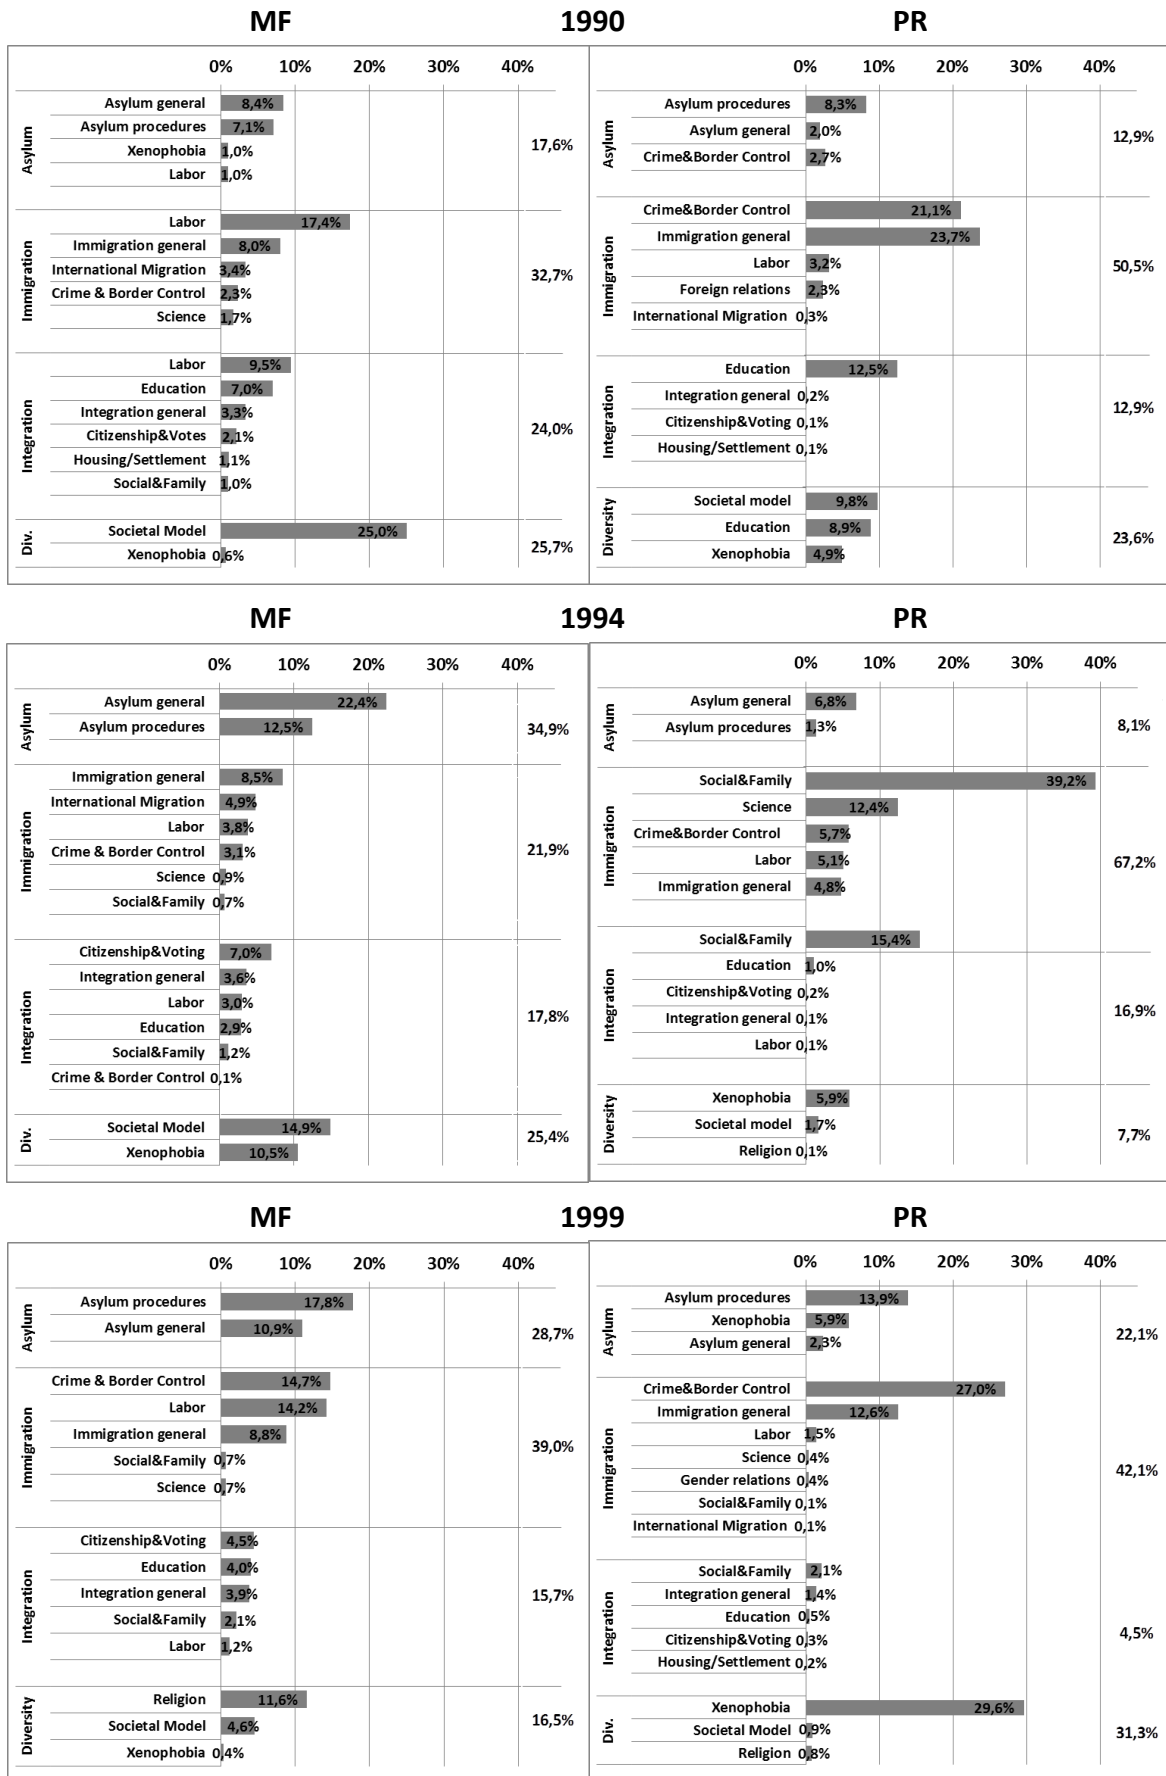 MF 1990 PR
0% 10% 20% 30% 40%
Asylum
Asylum general 8,4%
Asylum procedures 7,1%
Xenophobia 1,0%
Labor 1,0%
17,6%
Immigration
Labor 17,4%
Immigration general 8,0%
International Migration 3,4%
Crime & Border Control 2,3%
Science 1,7%
32,7%
Integration
Labor 9,5%
Education 7,0%
Integration general 3,3%
Citizenship&Votes 2,1%
Housing/Settlement 1,1%
Social&Family 1,0%
24,0%
Div.
Societal Model 25,0%
Xenophobia 0,6%
25,7%
0% 10% 20% 30% 40%
Asylum
Asylum procedures 8,3%
Asylum general 2,0%
Crime&Border Control 2,7%
12,9%
Immigration
Crime&Border Control 21,1%
Immigration general 23,7%
Labor 3,2%
Foreign relations 2,3%
International Migration 0,3%
50,5%
Integration
Education 12,5%
Integration general 0,2%
Citizenship&Voting 0,1%
Housing/Settlement 0,1%
12,9%
Diversity
Societal model 9,8%
Education 8,9%
Xenophobia 4,9%
23,6%
MF 1994 PR
0% 10% 20% 30% 40%
Asylum
Asylum general 22,4%
Asylum procedures 12,5%
34,9%
Immigration
Immigration general 8,5%
International Migration 4,9%
Labor 3,8%
Crime & Border Control 3,1%
Science 0,9%
Social&Family 0,7%
21,9%
Integration
Citizenship&Voting 7,0%
Integration general 3,6%
Labor 3,0%
Education 2,9%
Social&Family 1,2%
Crime & Border Control 0,1%
17,8%
Div.
Societal Model 14,9%
Xenophobia 10,5%
25,4%
0% 10% 20% 30% 40%
Asylum
Asylum general 6,8%
Asylum procedures 1,3%
8,1%
Immigration
Social&Family 39,2%
Science 12,4%
Crime&Border Control 5,7%
Labor 5,1%
Immigration general 4,8%
67,2%
Integration
Social&Family 15,4%
Education 1,0%
Citizenship&Voting 0,2%
Integration general 0,1%
Labor 0,1%
16,9%
Diversity
Xenophobia 5,9%
Societal model 1,7%
Religion 0,1%
7,7%
MF 1999 PR
0% 10% 20% 30% 40%
Asylum
Asylum procedures 17,8%
Asylum general 10,9%
28,7%
Immigration
Crime & Border Control 14,7%
Labor 14,2%
Immigration general 8,8%
Social&Family 0,7%
Science 0,7%
39,0%
Integration
Citizenship&Voting 4,5%
Education 4,0%
Integration general 3,9%
Social&Family 2,1%
Labor 1,2%
15,7%
Diversity
Religion 11,6%
Societal Model 4,6%
Xenophobia 0,4%
16,5%
0% 10% 20% 30% 40%
Asylum
Asylum procedures 13,9%
Xenophobia 5,9%
Asylum general 2,3%
22,1%
Immigration
Crime&Border Control 27,0%
Immigration general 12,6%
Labor 1,5%
Science 0,4%
Gender relations 0,4%
Social&Family 0,1%
International Migration 0,1%
42,1%
Integration
Social&Family 2,1%
Integration general 1,4%
Education 0,5%
Citizenship&Voting 0,3%
Housing/Settlement 0,2%
4,5%
Div.
Xenophobia 29,6%
Societal Model 0,9%
Religion 0,8%
31,3%